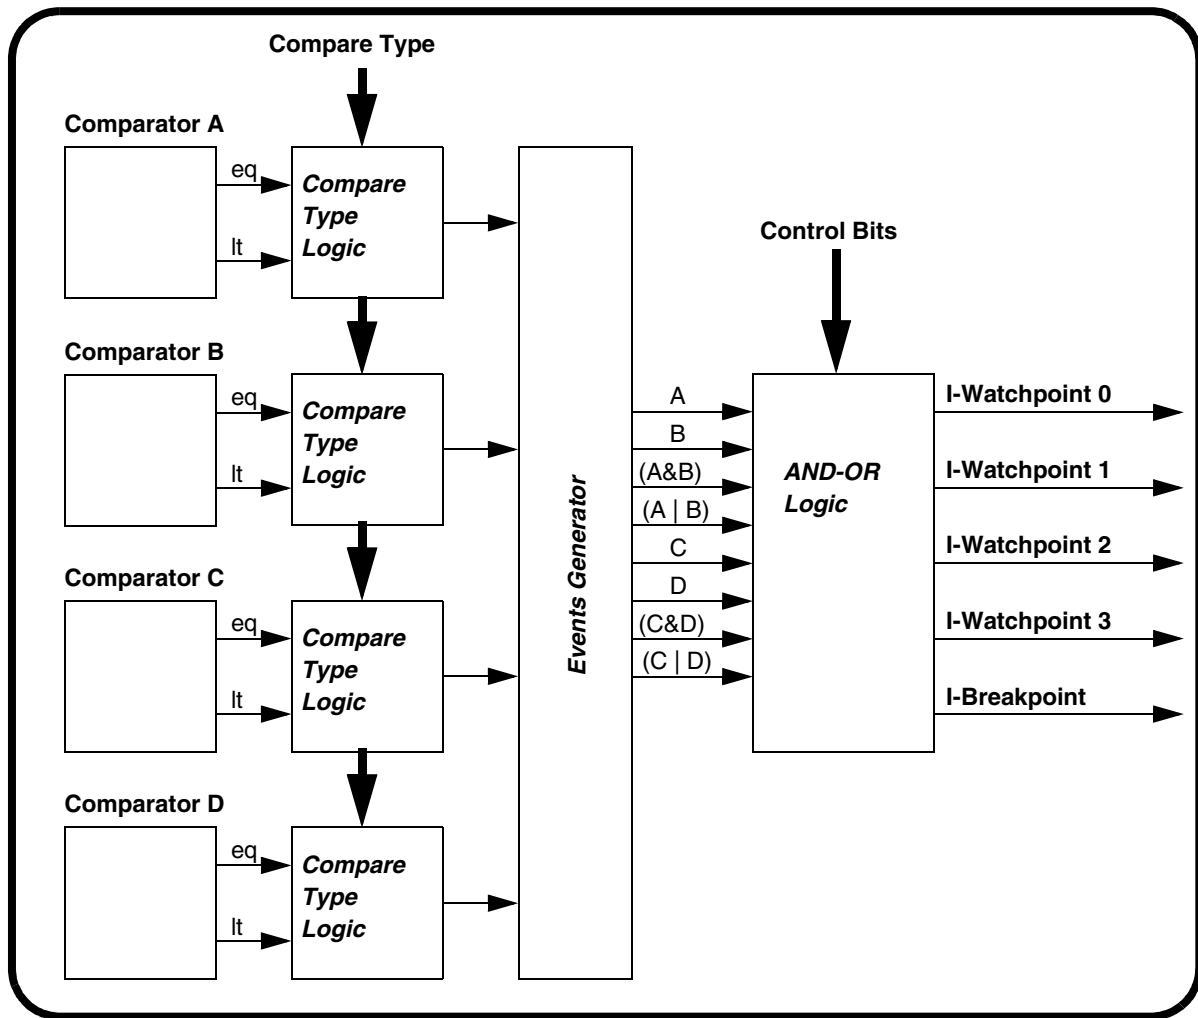 Compare Type
Comparator A
eq
lt
Compare
Type
Logic
Comparator B
eq
lt
Compare
Type
Logic
Comparator C
eq
lt
Compare
Type
Logic
Comparator D
eq
lt
Compare
Type
Logic
Events Generator
A
B
(A&B)
(A | B)
C
D
(C&D)
(C | D)
Control Bits
AND-OR
Logic
I-Watchpoint 0
I-Watchpoint 1
I-Watchpoint 2
I-Watchpoint 3
I-Breakpoint